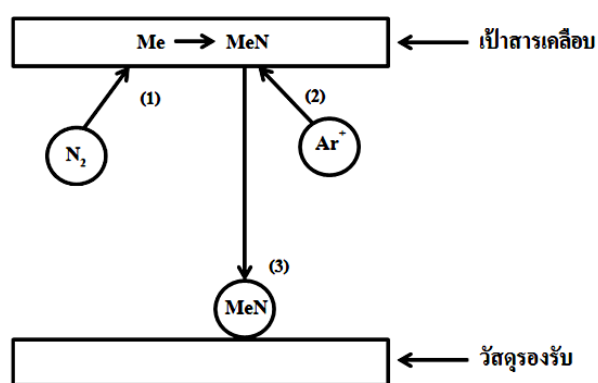 Me → MeN
เป้าสารเคลือบ
(1)
(2)
N₂
Ar⁺
(3)
MeN
วัสดุรองรับ